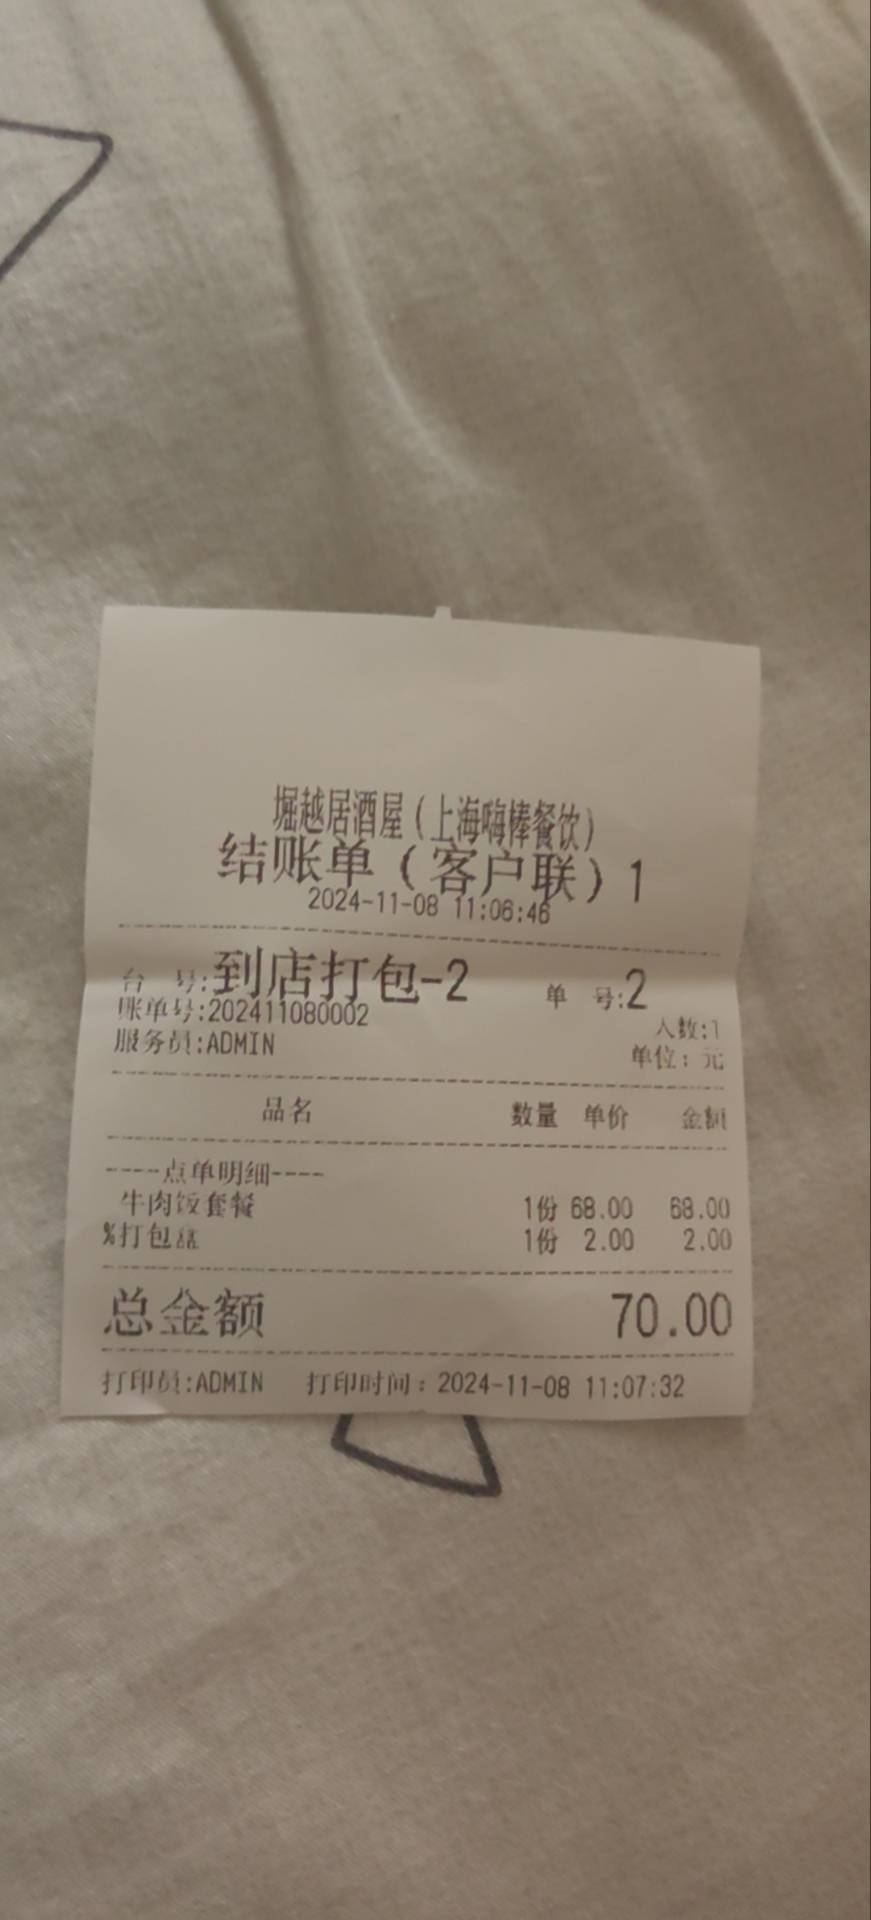 堀越居酒屋（上海嗨棒餐饮）
结账单（客户联）1
2024-11-08 11:06:46
台 号:到店打包-2 单 号:2
账单号:202411080002 人数:1
服务员:ADMIN 单位：元
品名 数量 单价 金额
----点单明细----
牛肉饭套餐 1份 68.00 68.00
%打包盒 1份 2.00 2.00
总金额 70.00
打印员:ADMIN 打印时间：2024-11-08 11:07:32